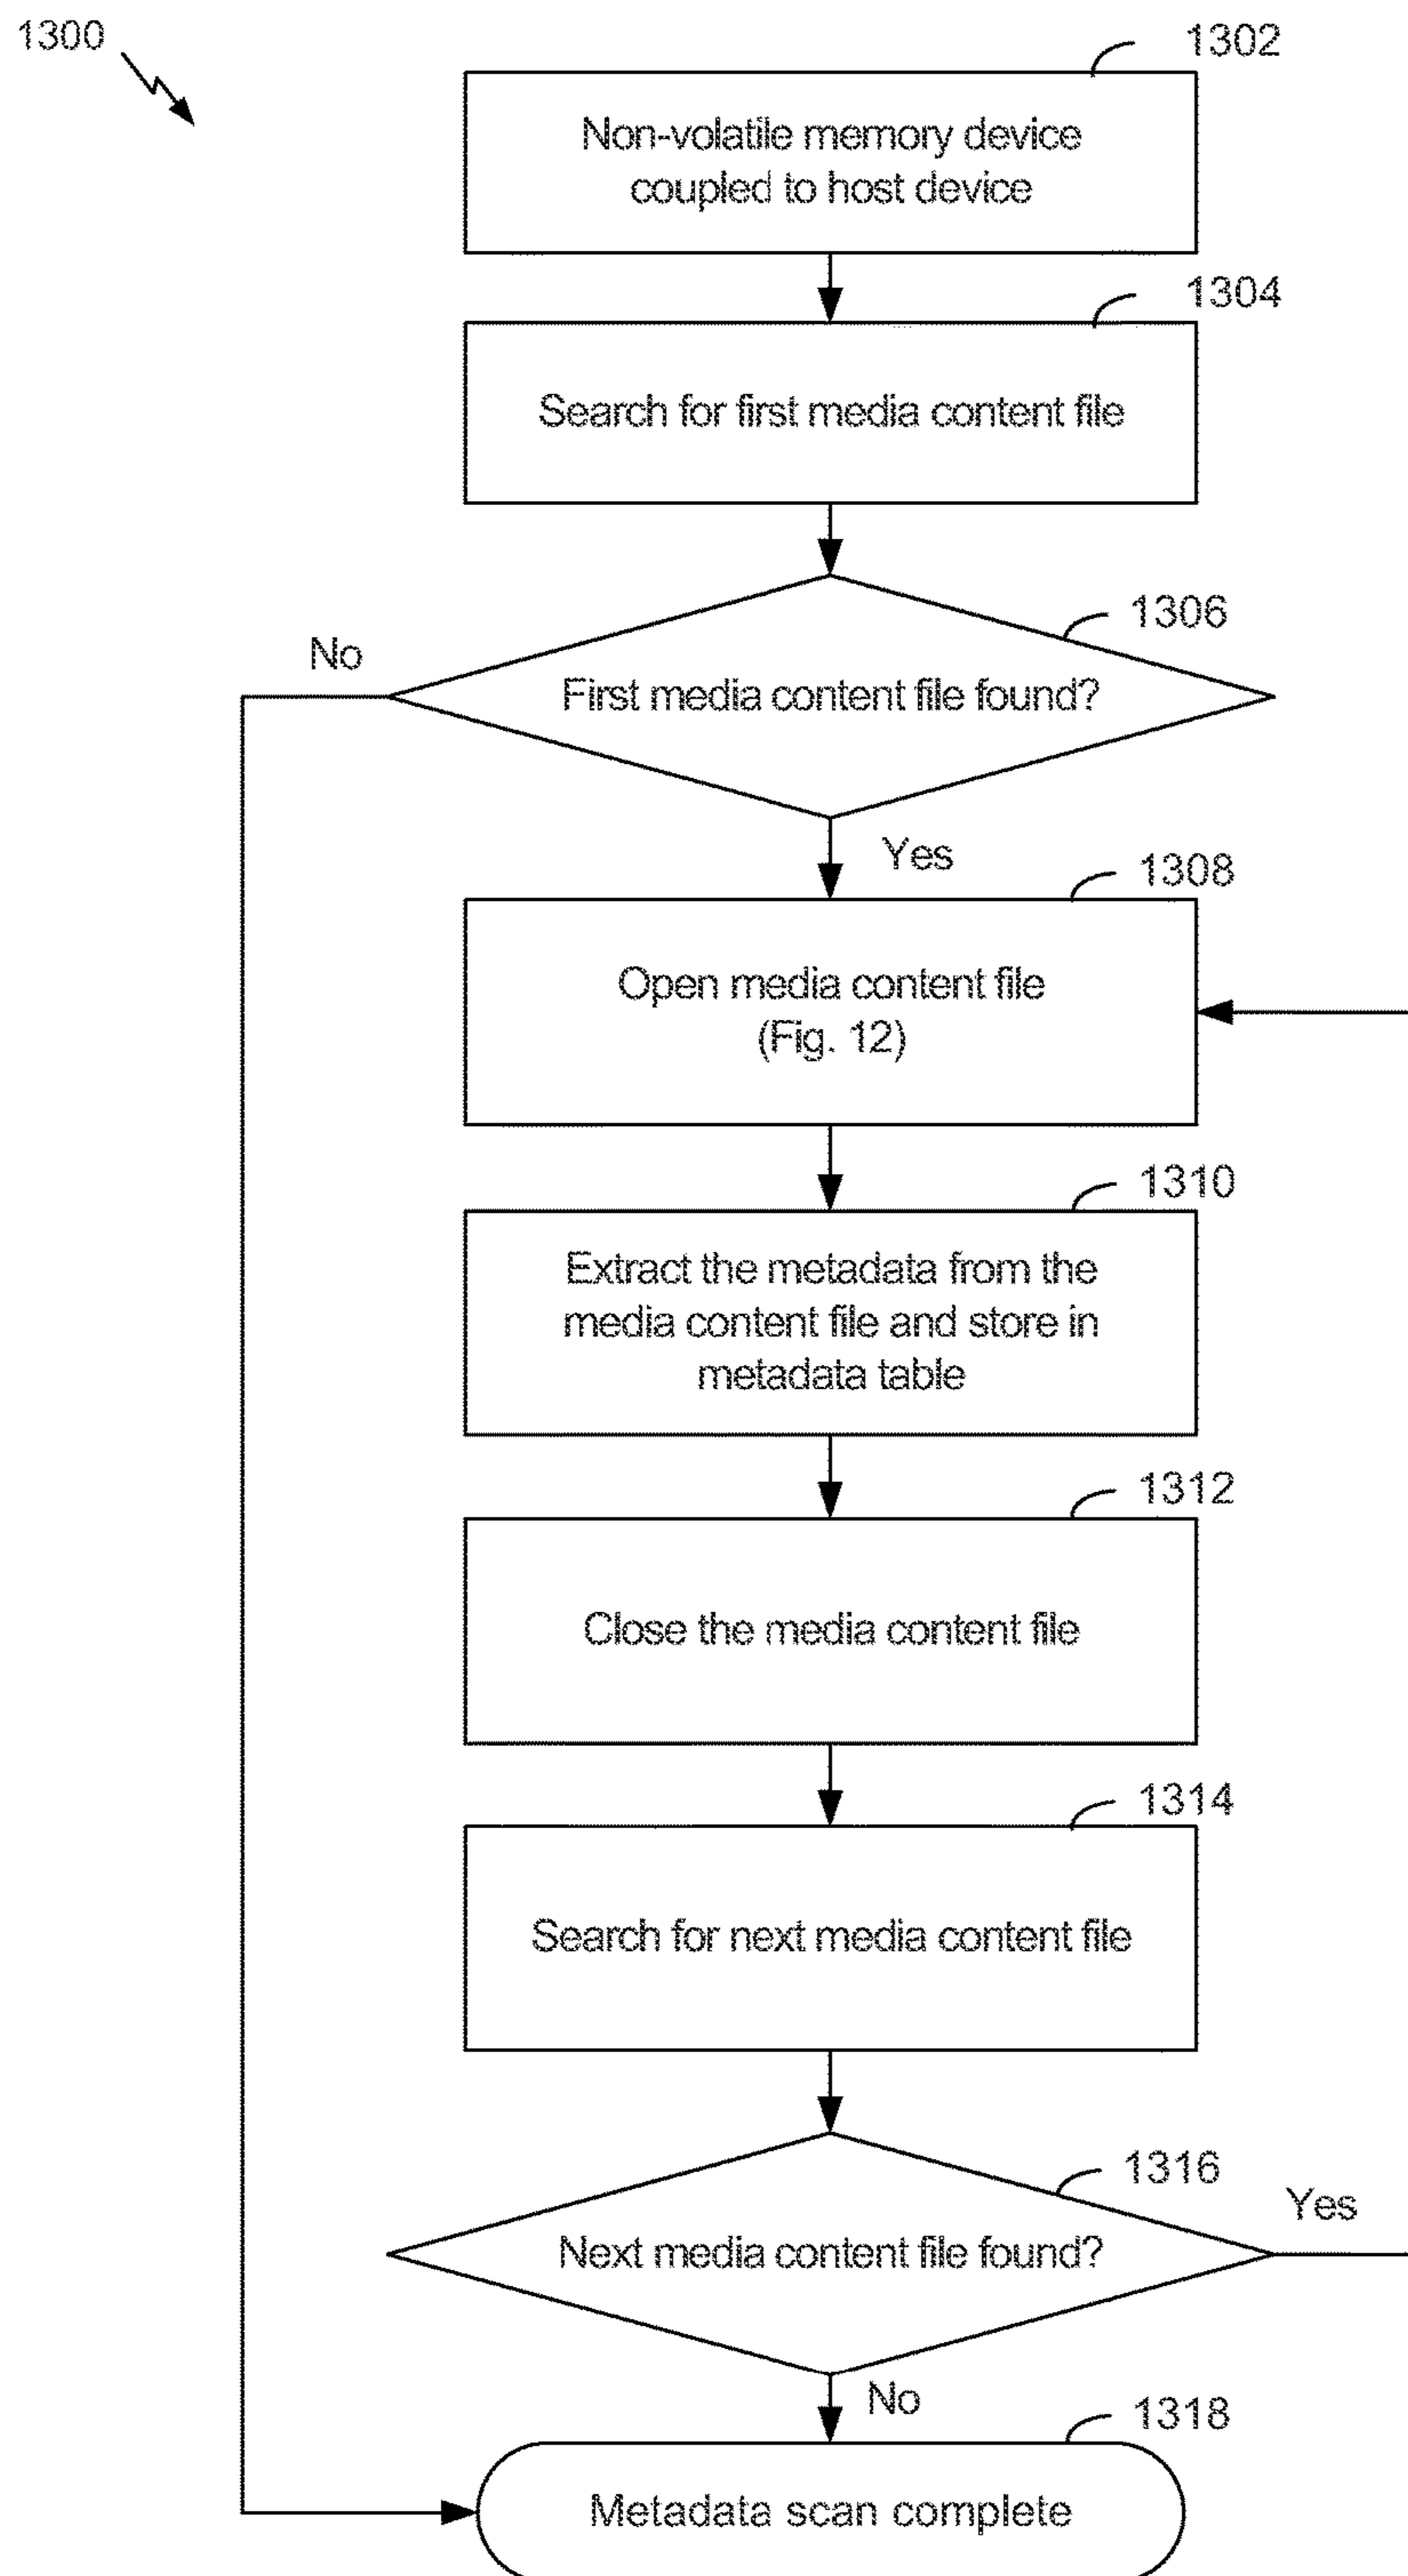 1300
1302
Non-volatile memory device
coupled to host device
1304
Search for first media content file
1306
No
First media content file found?
Yes
1308
Open media content file
(Fig. 12)
1310
Extract the metadata from the
media content file and store in
metadata table
1312
Close the media content file
1314
Search for next media content file
1316
Yes
Next media content file found?
No
1318
Metadata scan complete